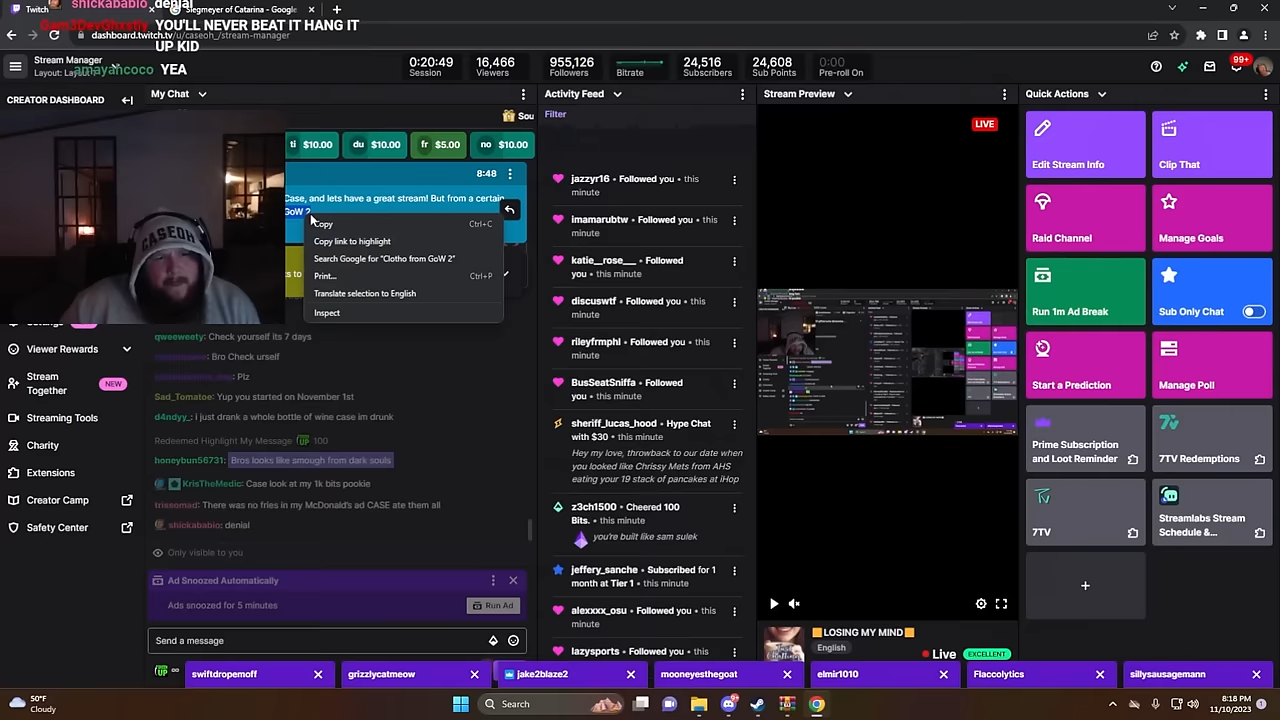 Twitch
Siegmeyer of Catarina - Google
shickababio denial
Gam3DevGhxstly YOU'LL NEVER BEAT IT HANG IT
UP KID
amayancoco YEA
dashboard.twitch.tv/u/caseoh_/stream-manager
Stream Manager
0:20:49
Session
16,466
Viewers
955,126
Followers
Bitrate
24,516
Subscribers
24,608
Sub Points
0:00
Pre-roll On
99+
CREATOR DASHBOARD
My Chat
Activity Feed
Stream Preview
Quick Actions
Filter
ti $10.00
du $10.00
fr $5.00
no $10.00
8:48
Case, and lets have a great stream! But from a certain
GoW 2
Copy Ctrl+C
Copy link to highlight
Search Google for "Clotho from GoW 2"
Print... Ctrl+P
Translate selection to English
Inspect
CASEOH
Viewer Rewards
Stream
Together
NEW
Streaming Tools
Charity
Extensions
Creator Camp
Safety Center
qweeweoty: Check yourself its 7 days
: Bro Check urself
: Plz
Sad_Tomatoe: Yup you started on November 1st
d4ndyy_: I just drank a whole bottle of wine case im drunk
Redeemed Highlight My Message 100
honeybun56731: Bros looks like smough from dark souls
KrisTheMedic: Case look at my 1k bits pookie
triseomad: There was no fries in my McDonald's ad CASE ate them all
shickababio: denial
Only visible to you
Ad Snoozed Automatically
Ads snoozed for 5 minutes
Run Ad
Send a message
jazzyr16 • Followed you • this
minute
imamarubtw • Followed you • this
minute
katie__rose__ • Followed
you • this minute
discuswtf • Followed you • this
minute
rileyfrmphl • Followed you • this
minute
• Followed
you • this minute
sheriff_lucas_hood • Hype Chat
with $30 • this minute
Hey my love, throwback to our date when
you looked like Chrissy Mets from AHS
eating your 19 stack of pancakes at iHop
z3ch1500 • Cheered 100
Bits. • this minute
you're built like sam sulek
jeffery_sanche • Subscribed for 1
month at Tier 1 • this minute
alexxxx_osu • Followed you • this
minute
lazysports • Followed you • this
LIVE
LOSING MY MIND
English
Live
EXCELLENT
Edit Stream Info
Clip That
Raid Channel
Manage Goals
Run 1m Ad Break
Sub Only Chat
Start a Prediction
Manage Poll
Prime Subscription
and Loot Reminder
7TV Redemptions
7TV
Streamlabs Stream
Schedule &...
swiftdropemoff
grizzlycatmeow
jake2blaze2
mooneyesthegoat
elmir1010
Flaccolytics
sillysausagemann
50°F
Cloudy
Search
8:18 PM
11/10/2023